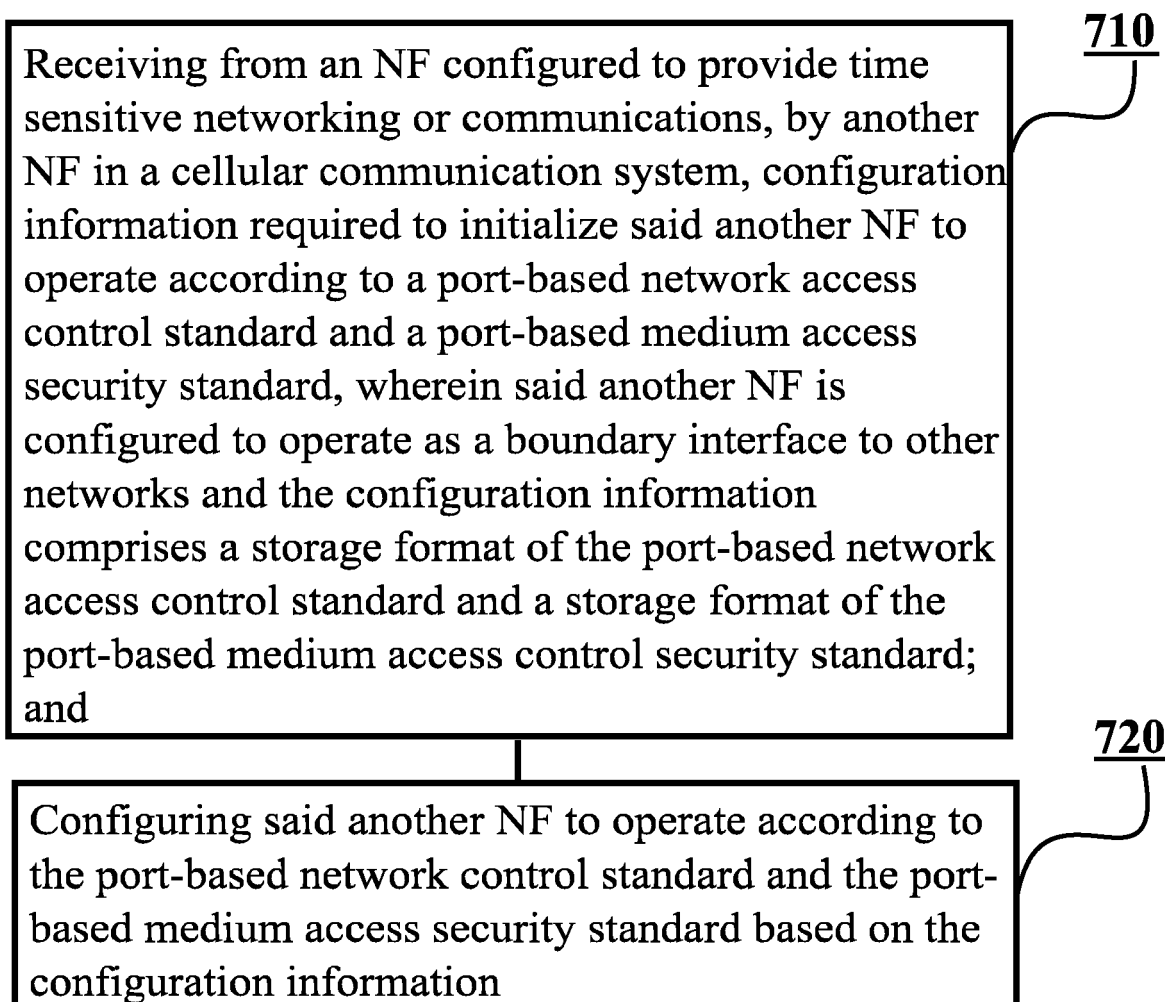 710
Receiving from an NF configured to provide time
sensitive networking or communications, by another
NF in a cellular communication system, configuration
information required to initialize said another NF to
operate according to a port-based network access
control standard and a port-based medium access
security standard, wherein said another NF is
configured to operate as a boundary interface to other
networks and the configuration information
comprises a storage format of the port-based network
access control standard and a storage format of the
port-based medium access control security standard;
and
720
Configuring said another NF to operate according to
the port-based network control standard and the port-
based medium access security standard based on the
configuration information